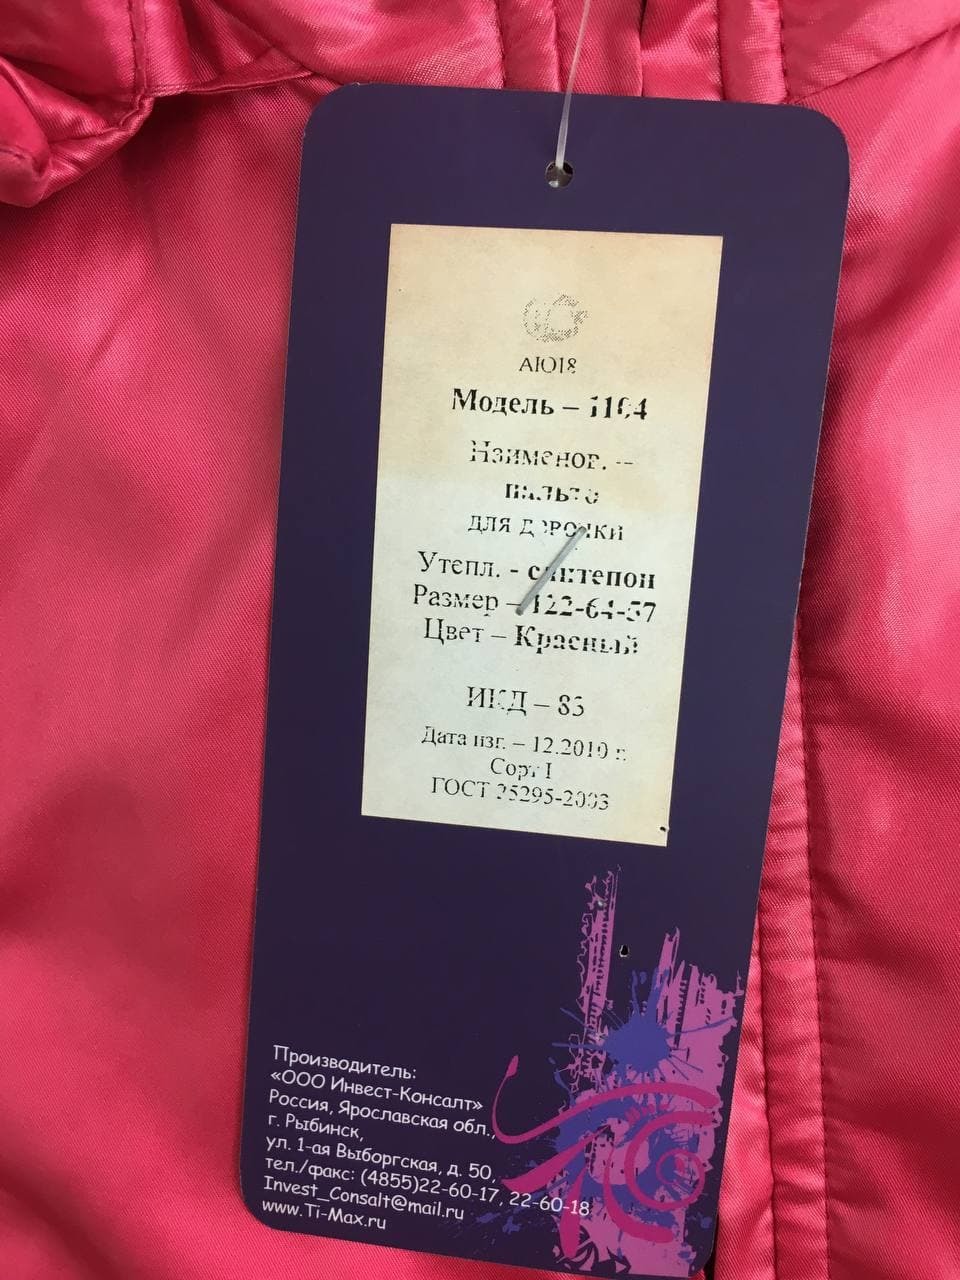 АЮ18
Модель – 1104
Наименов. –
пальто
для девочки
Утепл. - синтепон
Размер – 122-64-57
Цвет – Красный
ИКД – 83
Дата изг. – 12.2010 г.
Сорт I
ГОСТ 25295-2003
Производитель:
«ООО Инвест-Консалт»
Россия, Ярославская обл.,
г. Рыбинск,
ул. 1-ая Выборгская, д. 50,
тел./факс: (4855)22-60-17, 22-60-18
Invest_Consalt@mail.ru
www.Ti-Max.ru